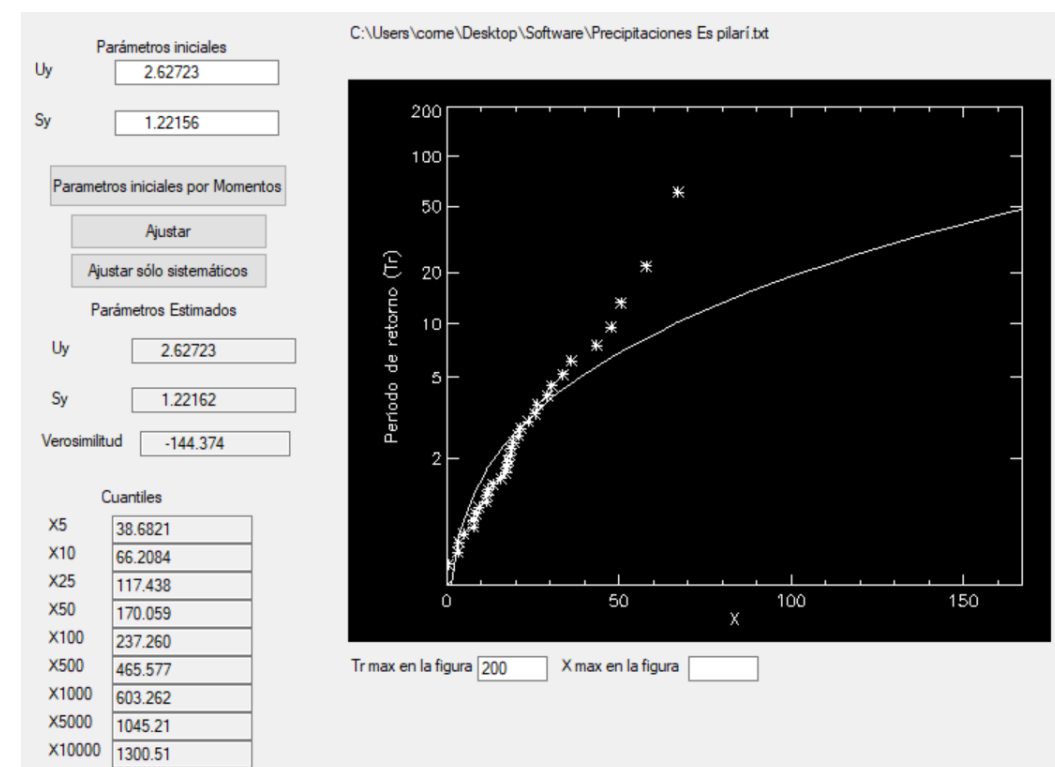 C:\Users\corne\Desktop\Software\Precipitaciones Es pilarí.txt
Parámetros iniciales
Uy 2.62723
Sy 1.22156
Parametros iniciales por Momentos
Ajustar
Ajustar sólo sistemáticos
Parámetros Estimados
Uy 2.62723
Sy 1.22162
Verosimilitud -144.374
Cuantiles
X5 38.6821
X10 66.2084
X25 117.438
X50 170.059
X100 237.260
X500 465.577
X1000 603.262
X5000 1045.21
X10000 1300.51
Período de retorno (Tr)
200
100
50
20
10
5
2
0 50 100 150
X
Tr max en la figura 200 X max en la figura